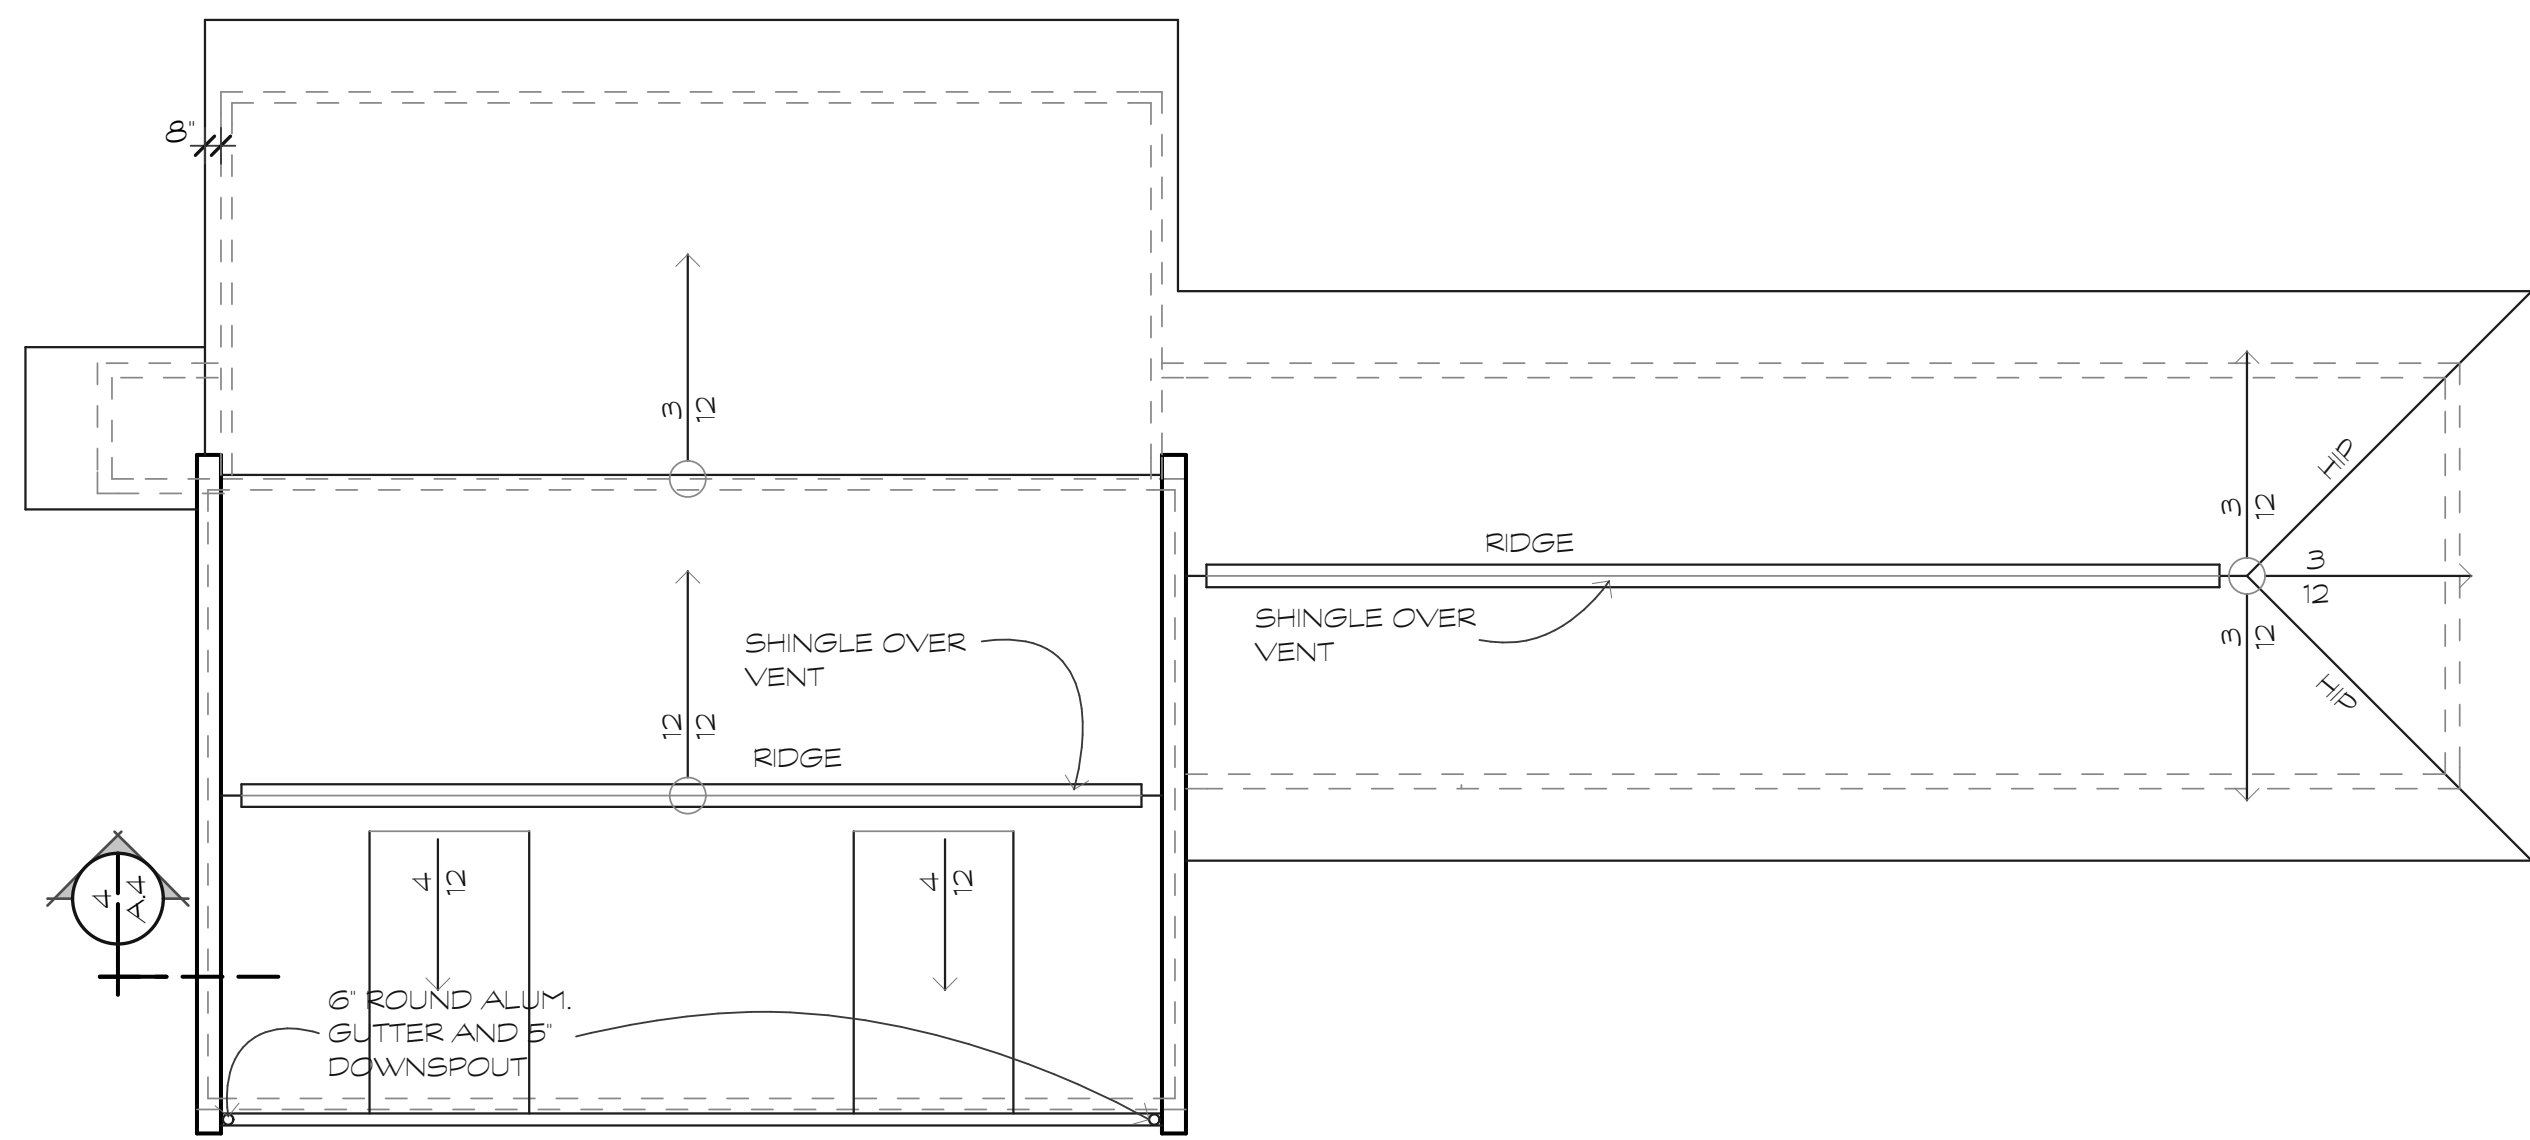 8"
3
12
RIDGE
HIP
3
12
3
12
SHINGLE OVER
VENT
SHINGLE OVER
VENT
3
12
HIP
12
12
RIDGE
4
A.4
4
12
4
12
6" ROUND ALUM.
GUTTER AND 5"
DOWNSPOUT